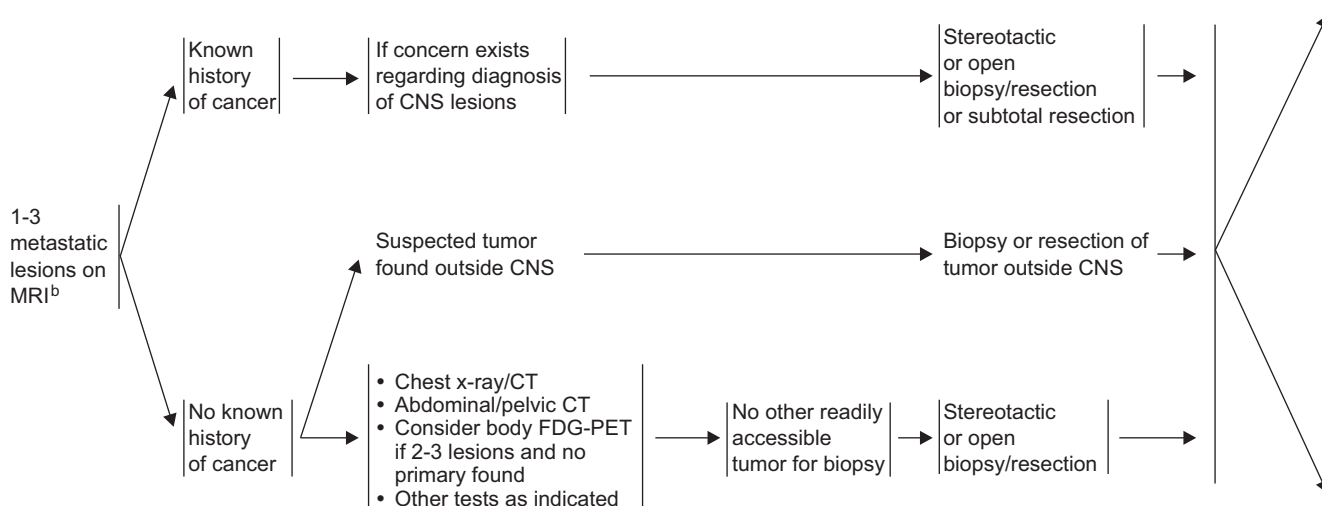 1-3
metastatic
lesions on
MRIb
Known
history
of cancer
If concern exists
regarding diagnosis
of CNS lesions
Stereotactic
or open
biopsy/resection
or subtotal resection
Suspected tumor
found outside CNS
Biopsy or resection of
tumor outside CNS
No known
history
of cancer
• Chest x-ray/CT
• Abdominal/pelvic CT
• Consider body FDG-PET
if 2-3 lesions and no
primary found
• Other tests as indicated
No other readily
accessible
tumor for biopsy
Stereotactic
or open
biopsy/resection